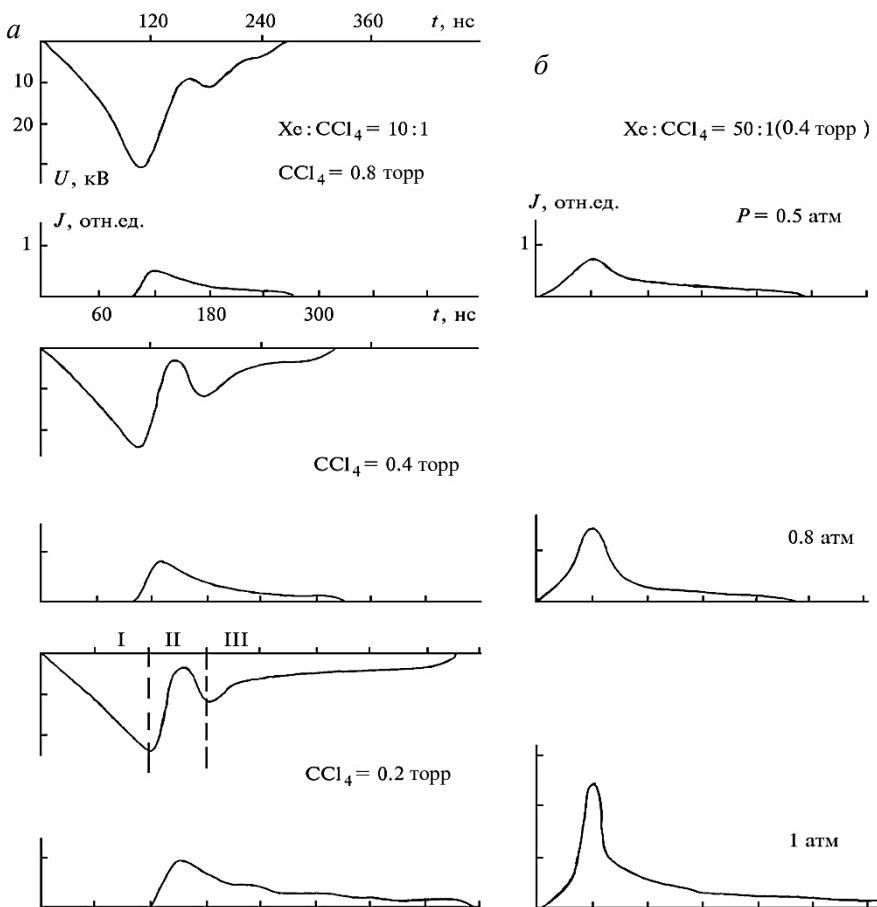 а
120 240 360 t, нс
10
20
U, кВ
Xe : CCl₄ = 10 : 1
CCl₄ = 0.8 торр
J, отн.ед.
1
60 180 300 t, нс
CCl₄ = 0.4 торр
I II III
CCl₄ = 0.2 торр
б
Xe : CCl₄ = 50 : 1(0.4 торр )
J, отн.ед.
P = 0.5 атм
1
0.8 атм
1 атм